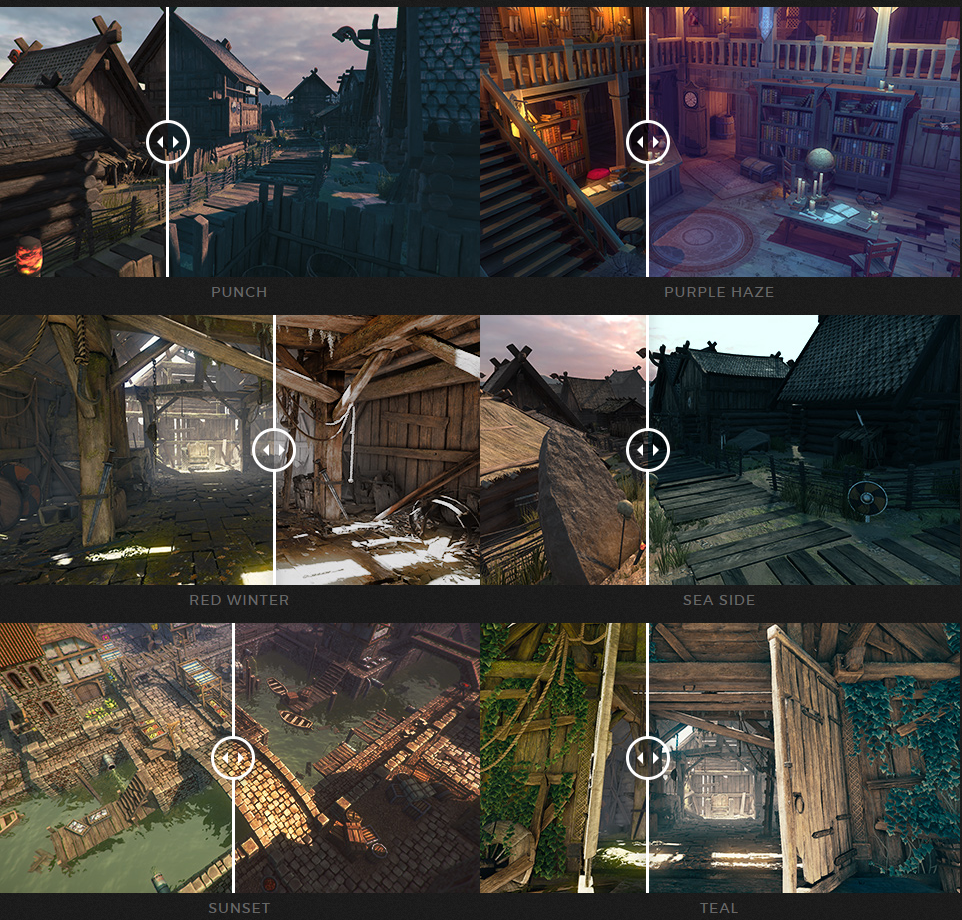 PUNCH
PURPLE HAZE
RED WINTER
SEA SIDE
SUNSET
TEAL